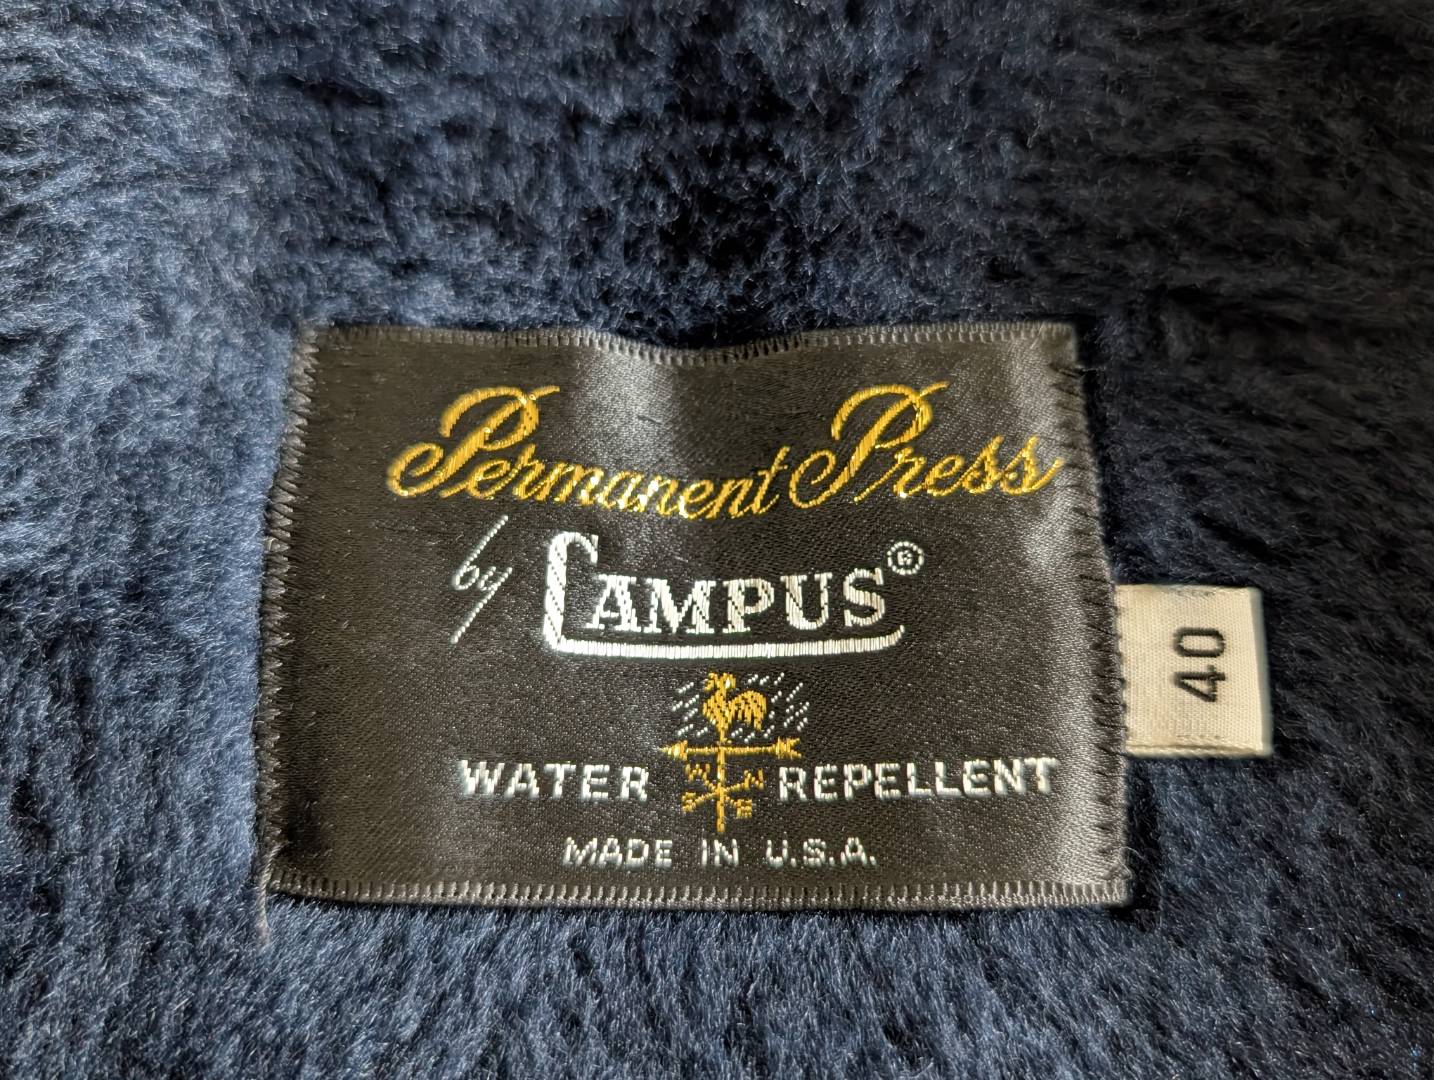 Permanent Press
by CAMPUS®
WATER REPELLENT
W N
S E
MADE IN U.S.A.
40